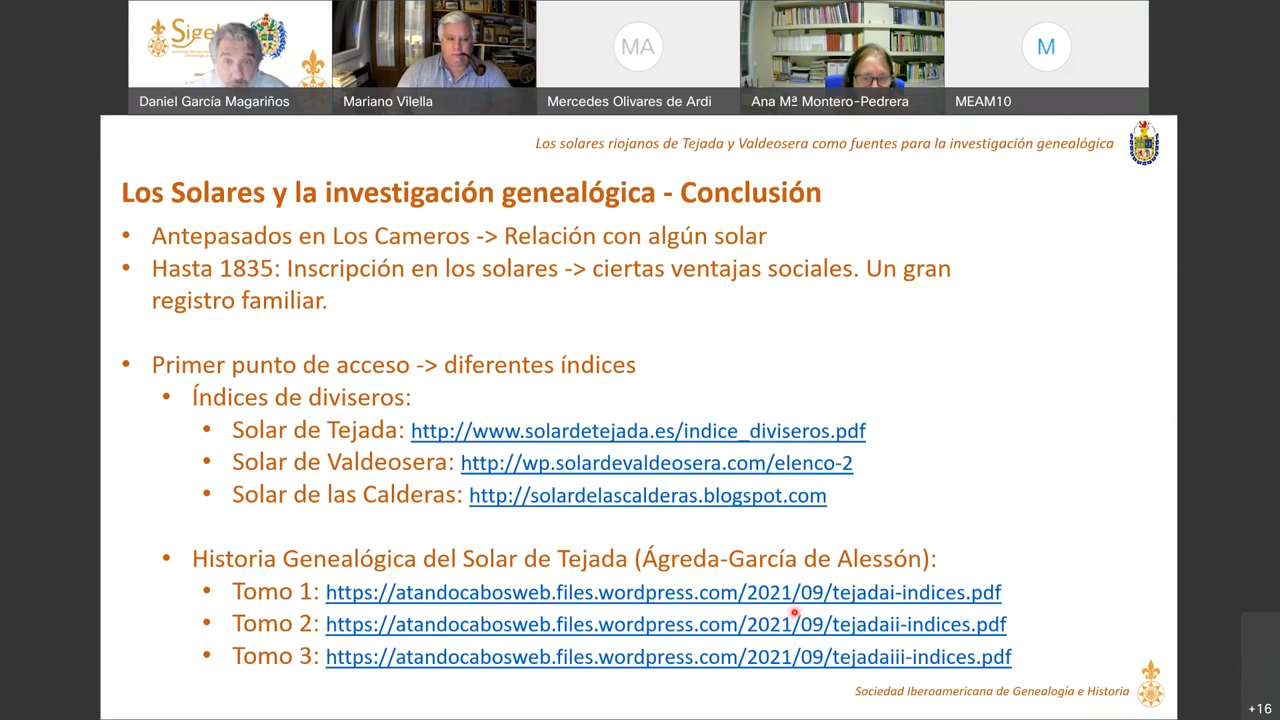 Sige
MA
M
Daniel García Magariños
Mariano Vilella
Mercedes Olivares de Ardi
Ana Mª Montero-Pedrera
MEAM10
Los solares riojanos de Tejada y Valdeosera como fuentes para la investigación genealógica
Los Solares y la investigación genealógica - Conclusión
• Antepasados en Los Cameros -> Relación con algún solar
• Hasta 1835: Inscripción en los solares -> ciertas ventajas sociales. Un gran
registro familiar.
• Primer punto de acceso -> diferentes índices
• Índices de diviseros:
• Solar de Tejada: http://www.solardetejada.es/indice_diviseros.pdf
• Solar de Valdeosera: http://wp.solardevaldeosera.com/elenco-2
• Solar de las Calderas: http://solardelascalderas.blogspot.com
• Historia Genealógica del Solar de Tejada (Ágreda-García de Alessón):
• Tomo 1: https://atandocabosweb.files.wordpress.com/2021/09/tejadai-indices.pdf
• Tomo 2: https://atandocabosweb.files.wordpress.com/2021/09/tejadaii-indices.pdf
• Tomo 3: https://atandocabosweb.files.wordpress.com/2021/09/tejadaiii-indices.pdf
Sociedad Iberoamericana de Genealogía e Historia
+16